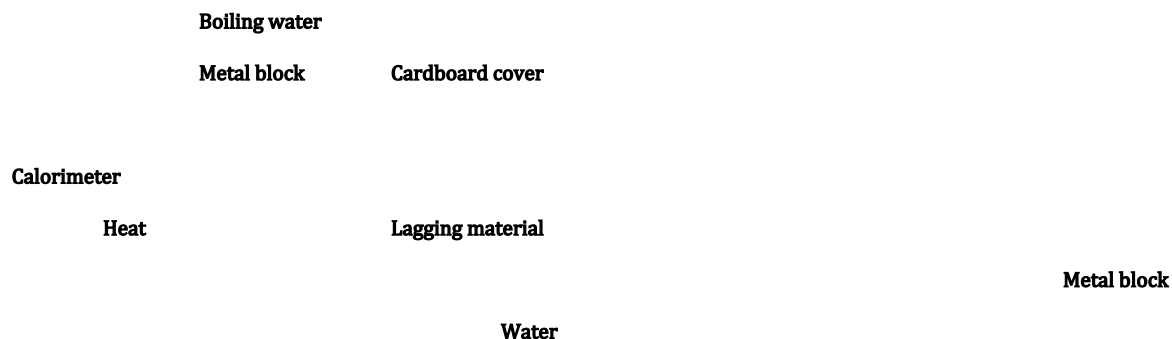 Boiling water
Metal block Cardboard cover
Calorimeter
Heat Lagging material
Metal block
Water